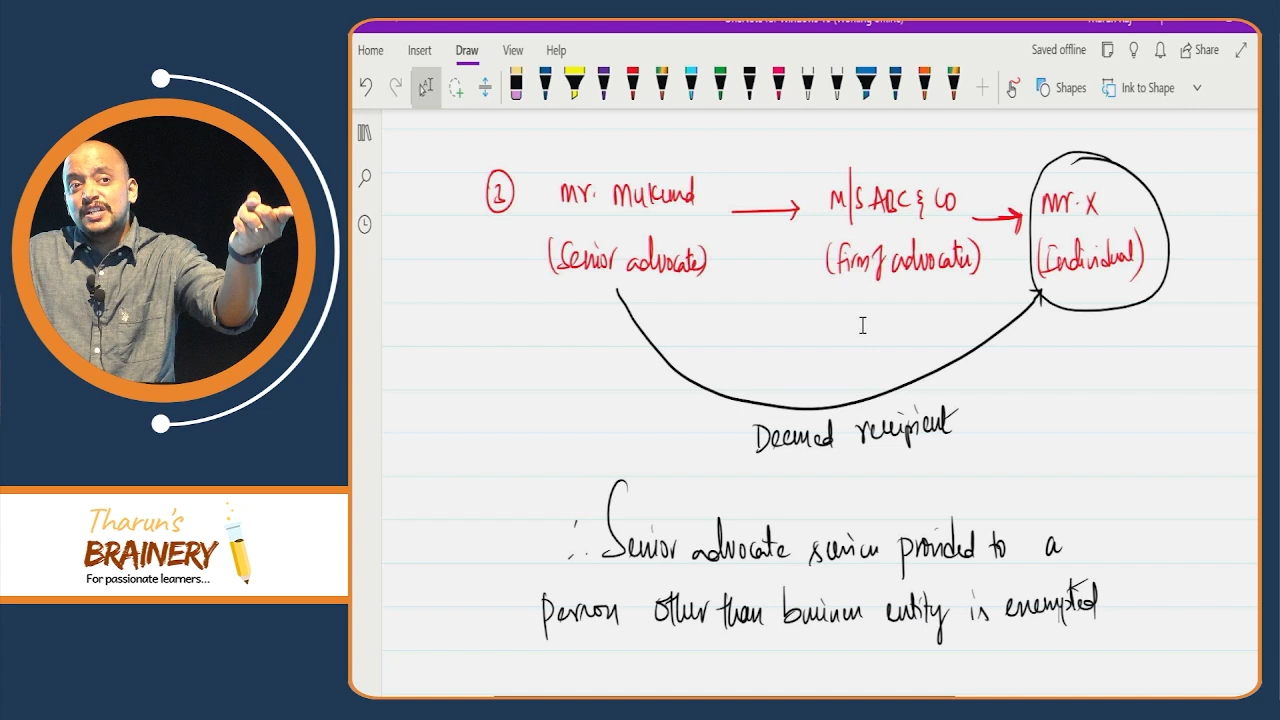 Home Insert Draw View Help
Saved offline Share
Shapes Ink to Shape
② Mr. Mukund M/S ABC & CO Mr. X
(Senior advocate) (Firm of advocates) (Individual)
Deemed recipient
∴ Senior advocate service provided to a
person other than business entity is exempted
Tharun's
BRAINERY
For passionate learners...